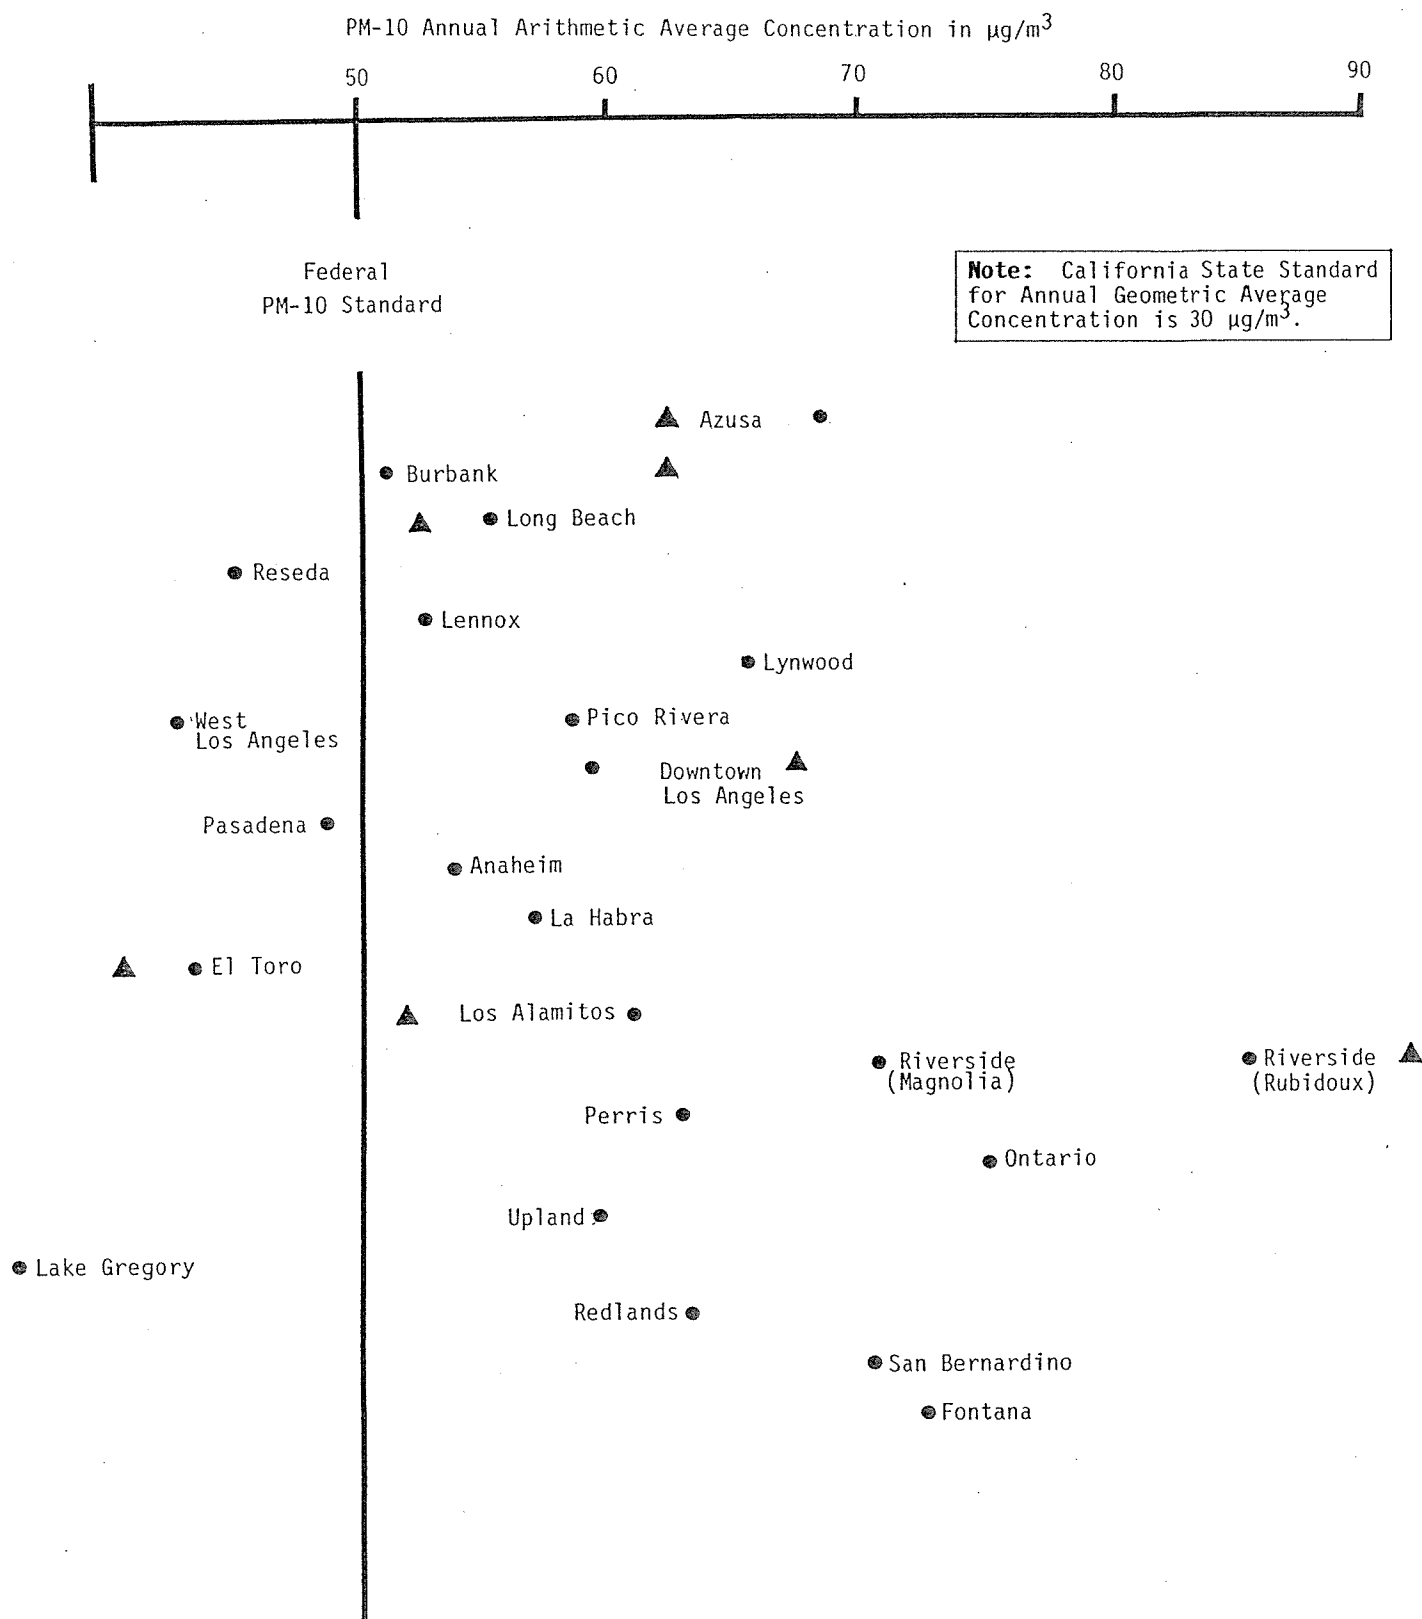 PM-10 Annual Arithmetic Average Concentration in µg/m³
50 60 70 80 90
Federal
PM-10 Standard
Note: California State Standard
for Annual Geometric Average
Concentration is 30 µg/m³.
Azusa
Burbank
Long Beach
Reseda
Lennox
Lynwood
West
Los Angeles
Pico Rivera
Downtown
Los Angeles
Pasadena
Anaheim
La Habra
El Toro
Los Alamitos
Riverside
(Magnolia)
Riverside
(Rubidoux)
Perris
Ontario
Upland
Lake Gregory
Redlands
San Bernardino
Fontana